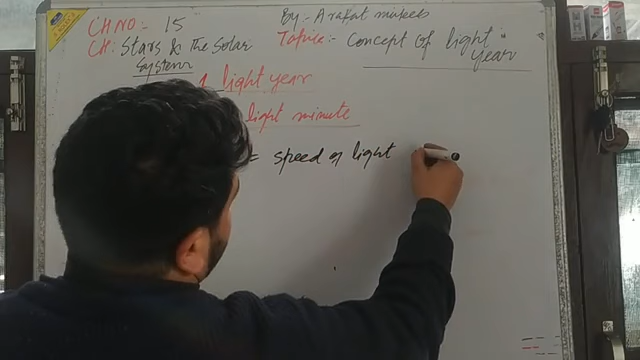 CH NO:- 15
By:- Arafat
CH: Stars & The Solar System
Topic:- Concept Of light year
1 light year
light minute
= speed of light